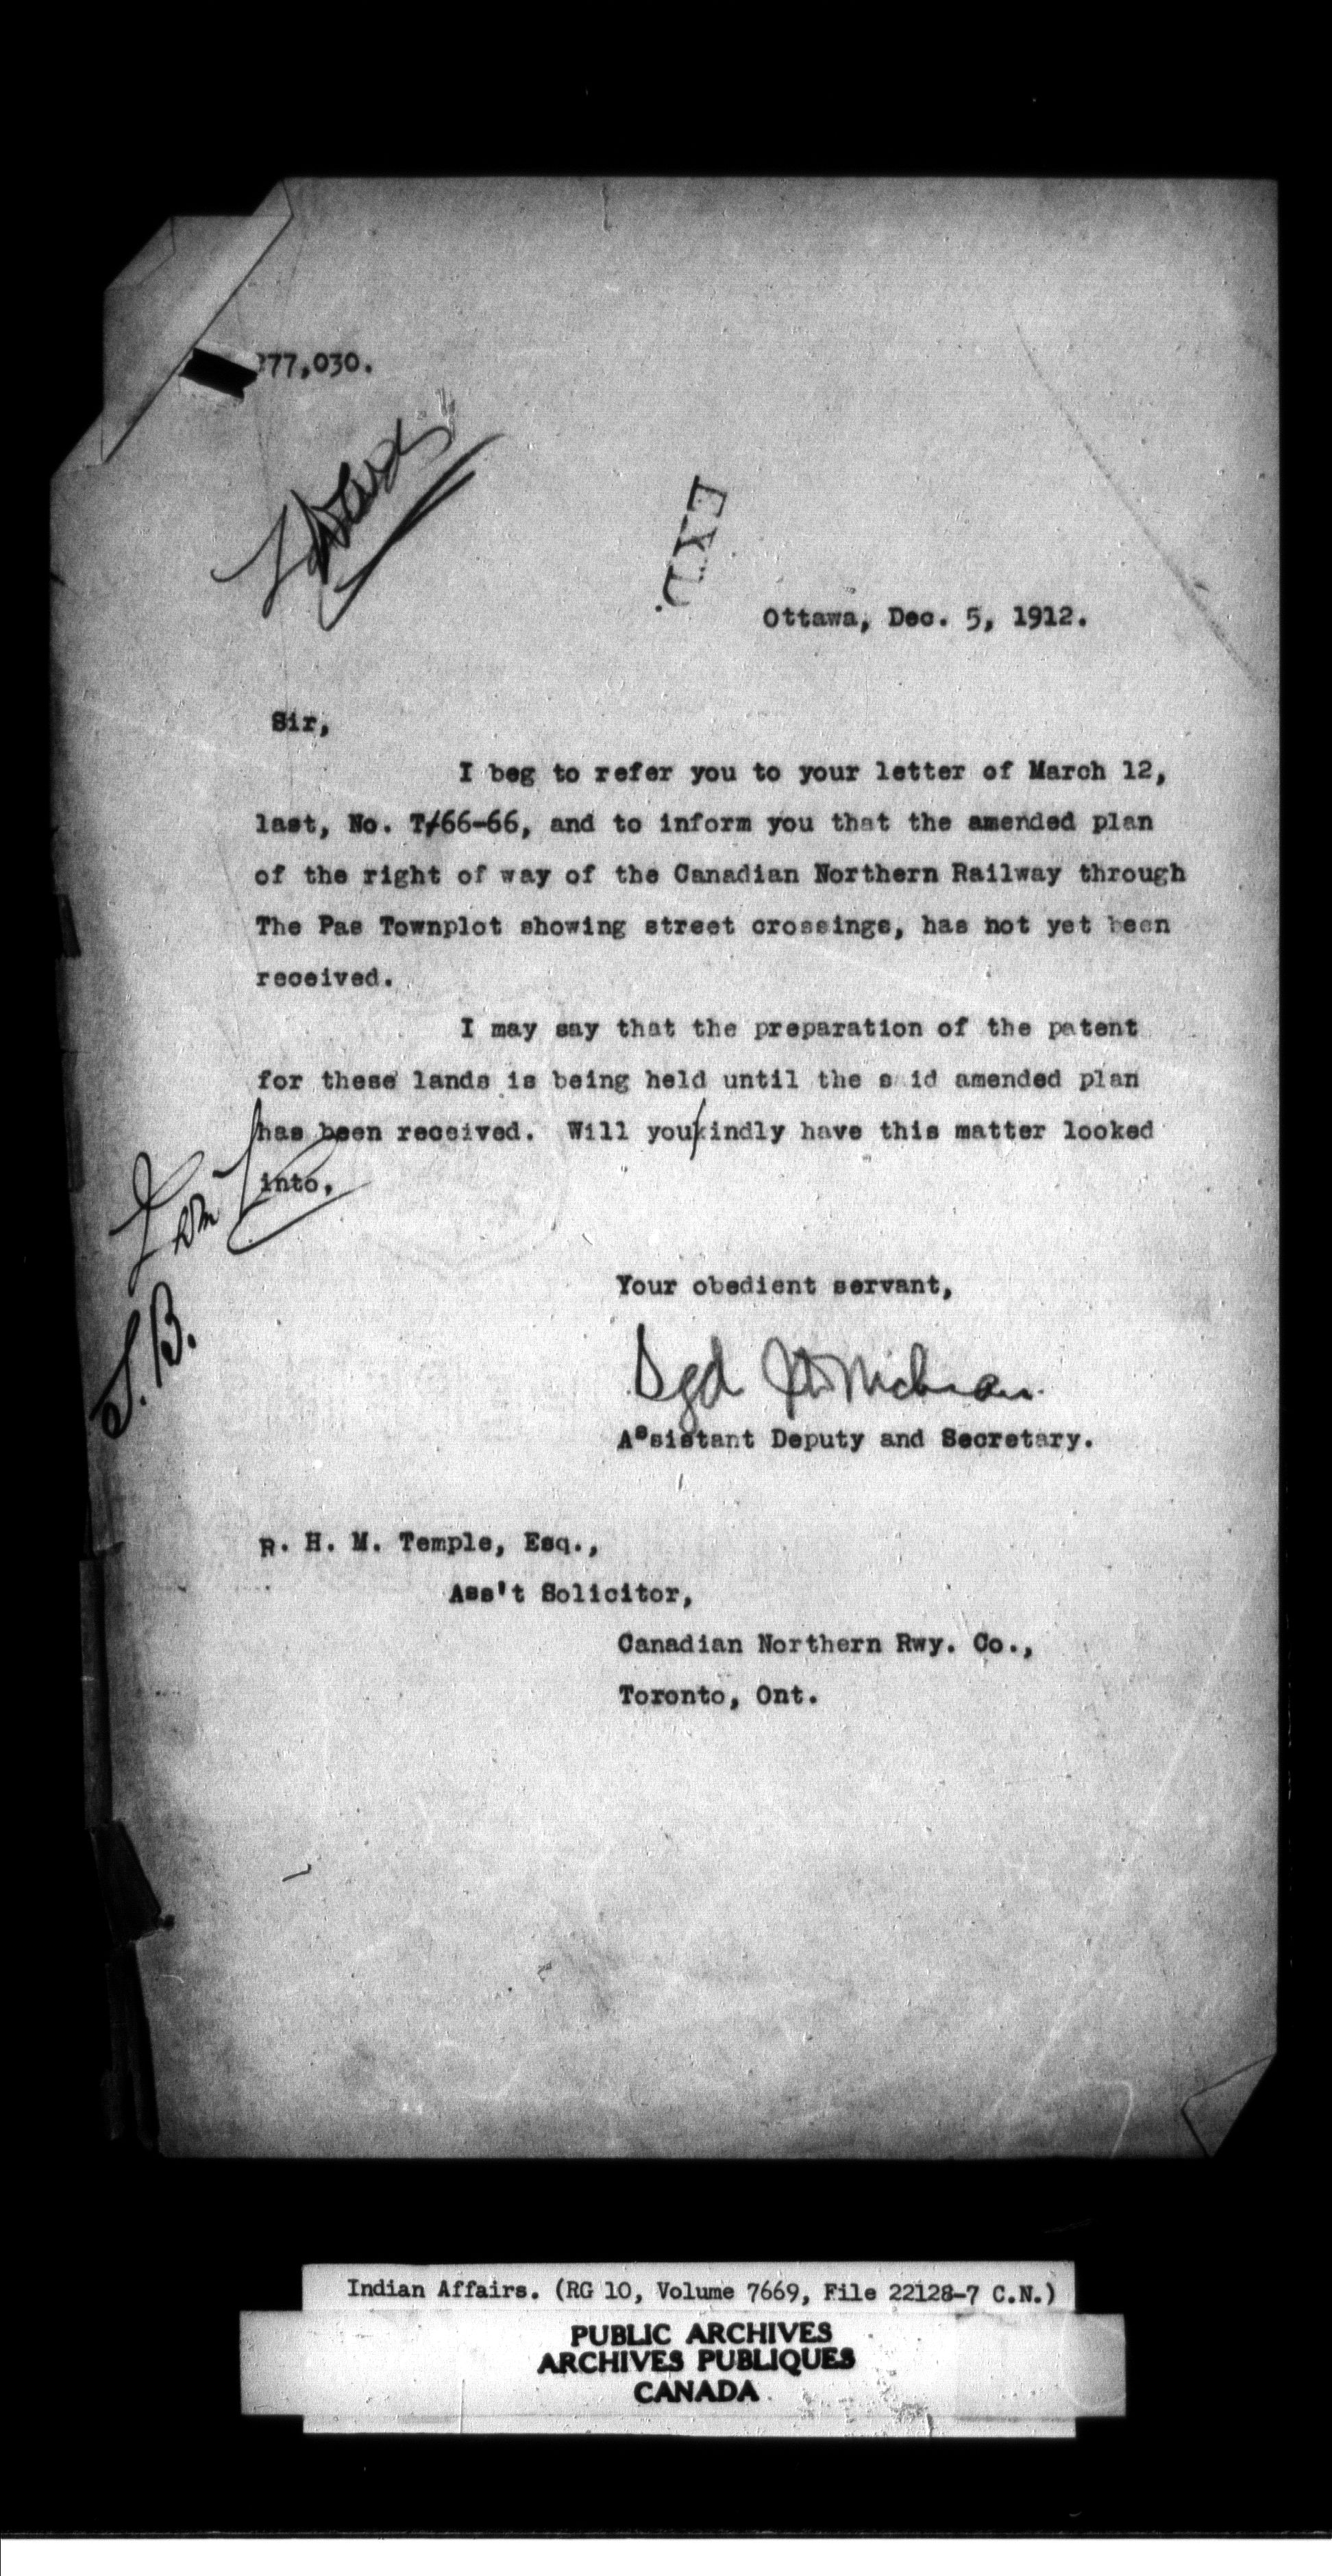 277,030.
EXD.
Ottawa, Dec. 5, 1912.
Sir,
I beg to refer you to your letter of March 12,
last, No. T/66-66, and to inform you that the amended plan
of the right of way of the Canadian Northern Railway through
The Pas Townplot showing street crossings, has not yet been
received.
I may say that the preparation of the patent
for these lands is being held until the said amended plan
has been received. Will you/kindly have this matter looked
into.
S.B.
Your obedient servant,
Sgd
Assistant Deputy and Secretary.
R. H. M. Temple, Esq.,
Ass't Solicitor,
Canadian Northern Rwy. Co.,
Toronto, Ont.
Indian Affairs. (RG 10, Volume 7669, File 22128-7 C.N.)
PUBLIC ARCHIVES
ARCHIVES PUBLIQUES
CANADA